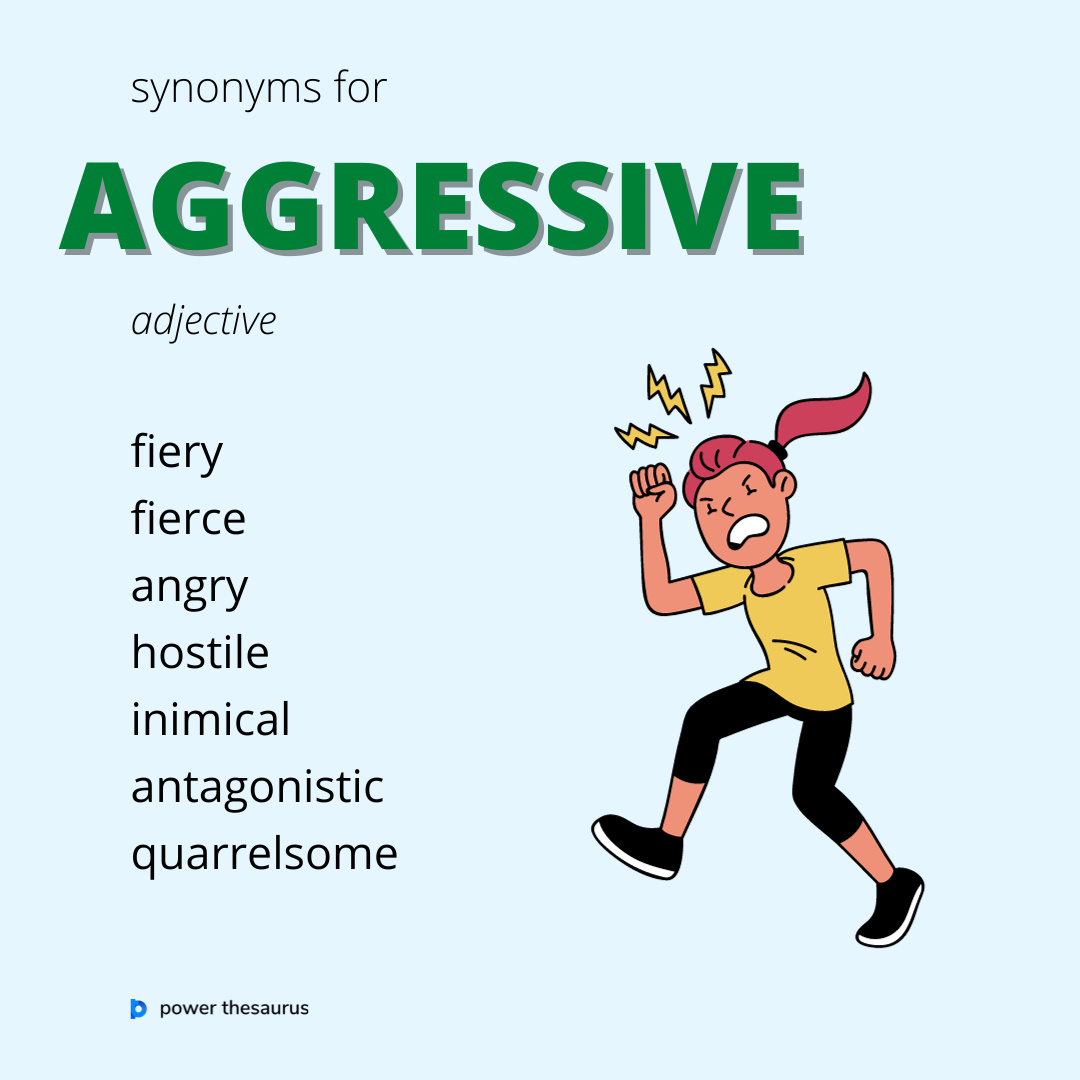 synonyms for
AGGRESSIVE
adjective
fiery
fierce
angry
hostile
inimical
antagonistic
quarrelsome
power thesaurus